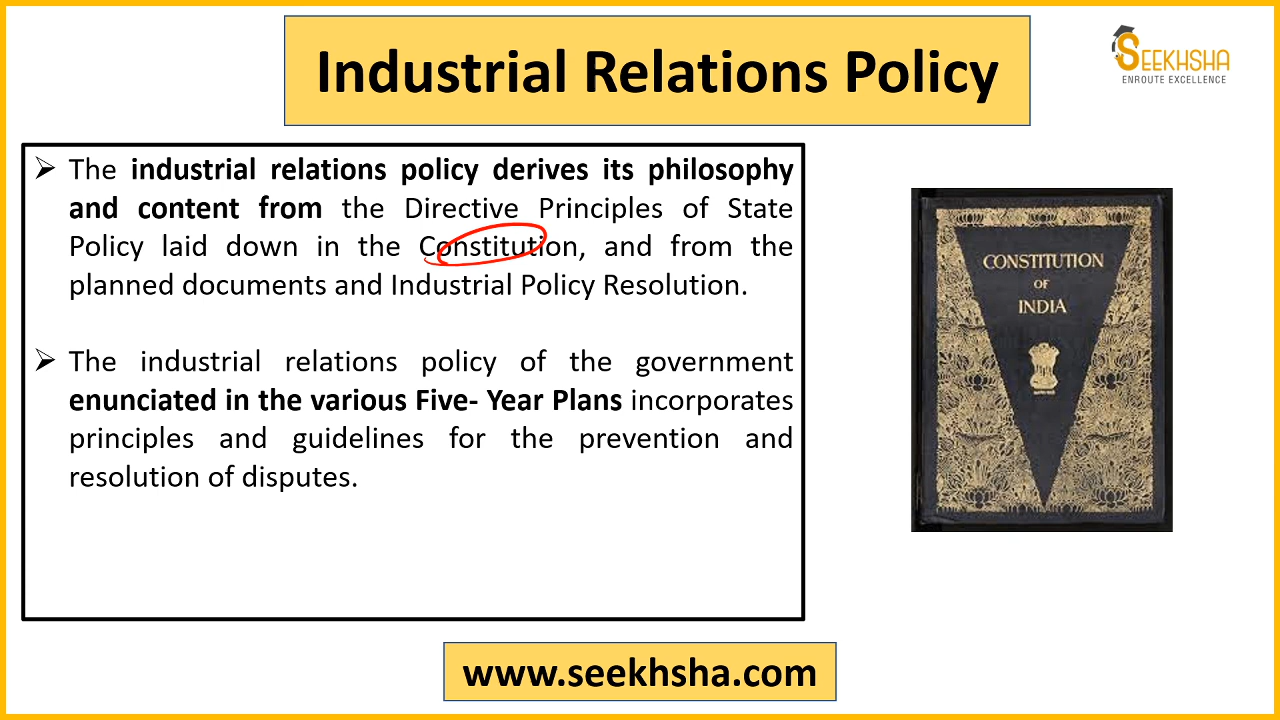 Industrial Relations Policy
SEEKHSHA
ENROUTE EXCELLENCE
➢ The industrial relations policy derives its philosophy
and content from the Directive Principles of State
Policy laid down in the Constitution, and from the
planned documents and Industrial Policy Resolution.
➢ The industrial relations policy of the government
enunciated in the various Five- Year Plans incorporates
principles and guidelines for the prevention and
resolution of disputes.
CONSTITUTION
OF
INDIA
www.seekhsha.com